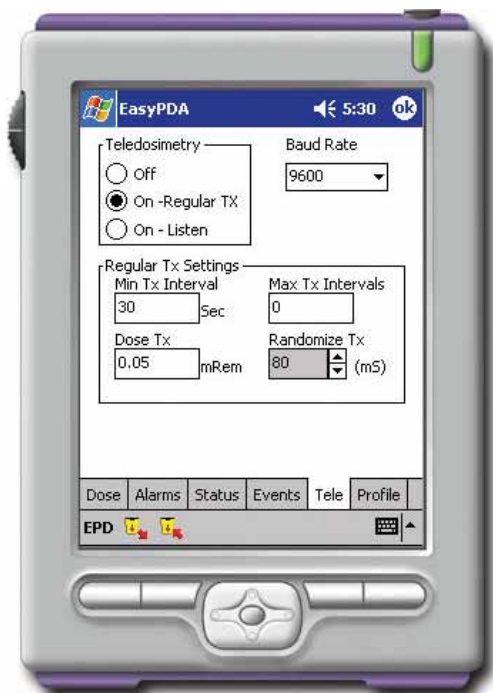 EasyPDA 5:30 ok
Teledosimetry
Off
On -Regular TX
On - Listen
Baud Rate
9600
Regular Tx Settings
Min Tx Interval
30 Sec
Max Tx Intervals
0
Dose Tx
0.05 mRem
Randomize Tx
80 (mS)
Dose Alarms Status Events Tele Profile
EPD